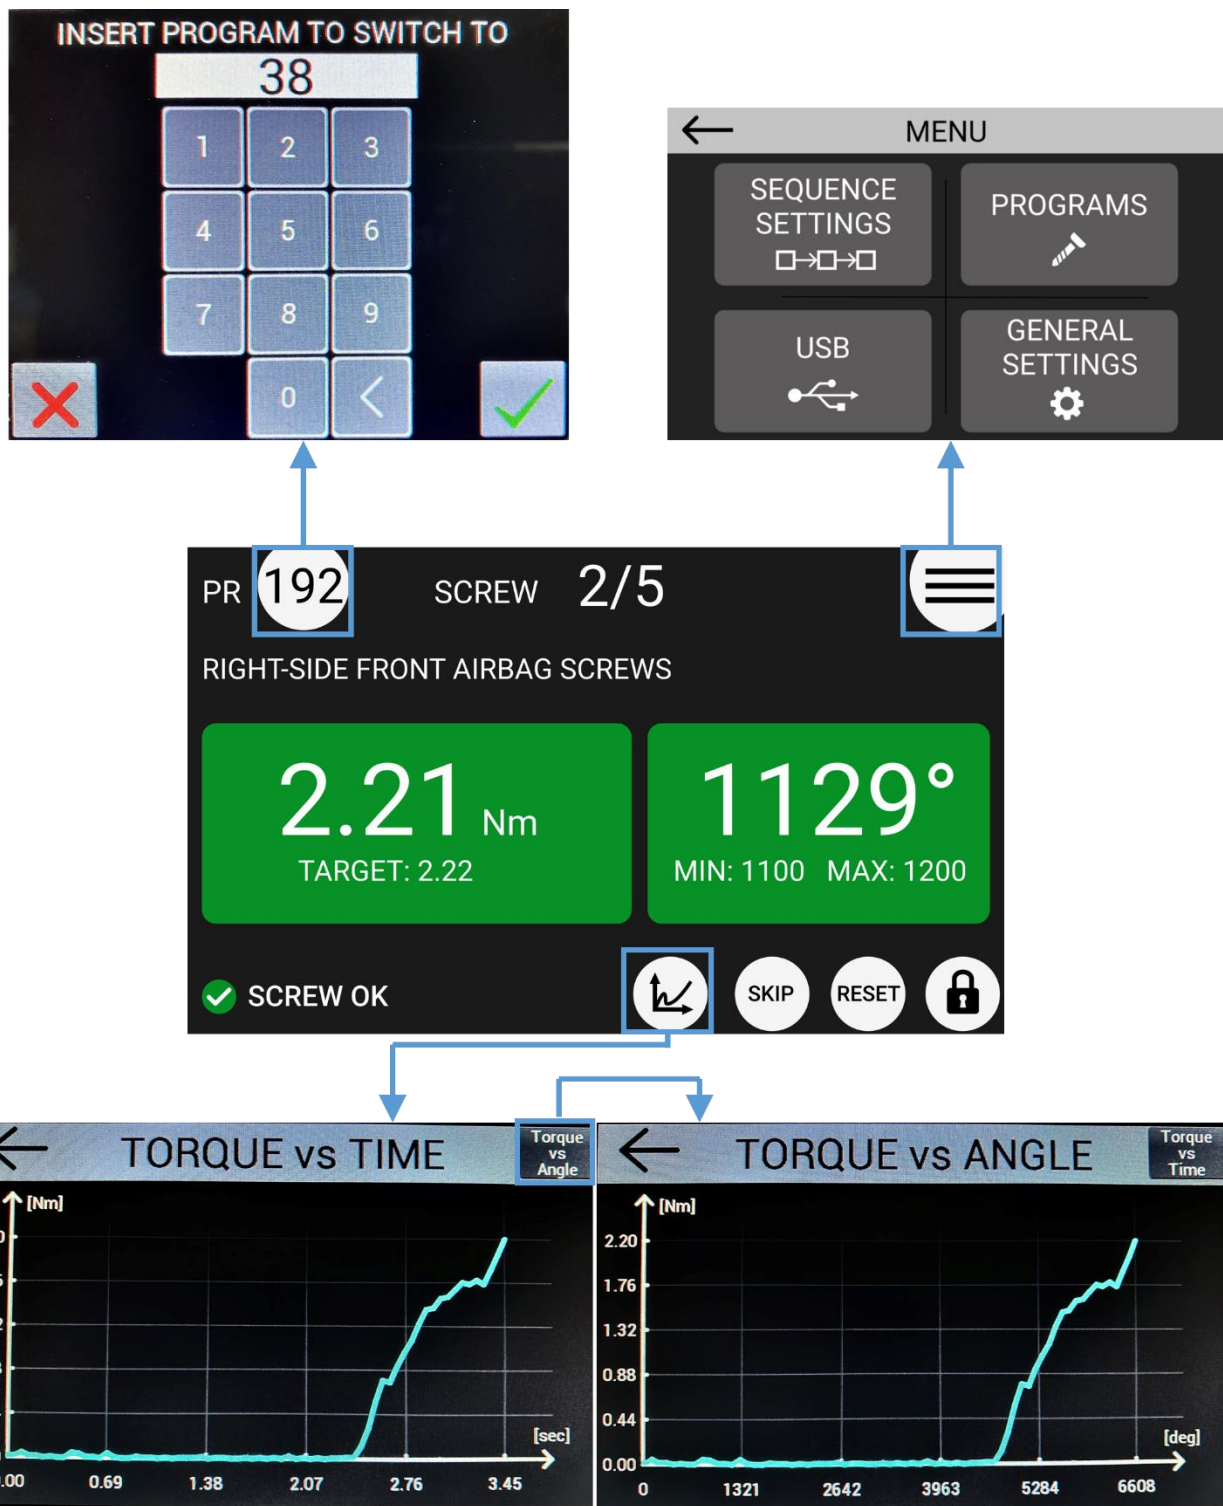 INSERT PROGRAM TO SWITCH TO
38
1 2 3
4 5 6
7 8 9
0 <
MENU
SEQUENCE
SETTINGS
PROGRAMS
USB
GENERAL
SETTINGS
PR 192 SCREW 2/5
RIGHT-SIDE FRONT AIRBAG SCREWS
2.21 Nm
TARGET: 2.22
1129°
MIN: 1100 MAX: 1200
SCREW OK
SKIP
RESET
TORQUE vs TIME
Torque
vs
Angle
[Nm]
[sec]
0.69 1.38 2.07 2.76 3.45
TORQUE vs ANGLE
Torque
vs
Time
[Nm]
2.20
1.76
1.32
0.88
0.44
0.00
[deg]
0 1321 2642 3963 5284 6608